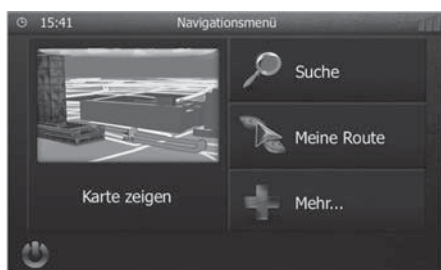 15:41 Navigationsmenü
Suche
Meine Route
Karte zeigen
Mehr...